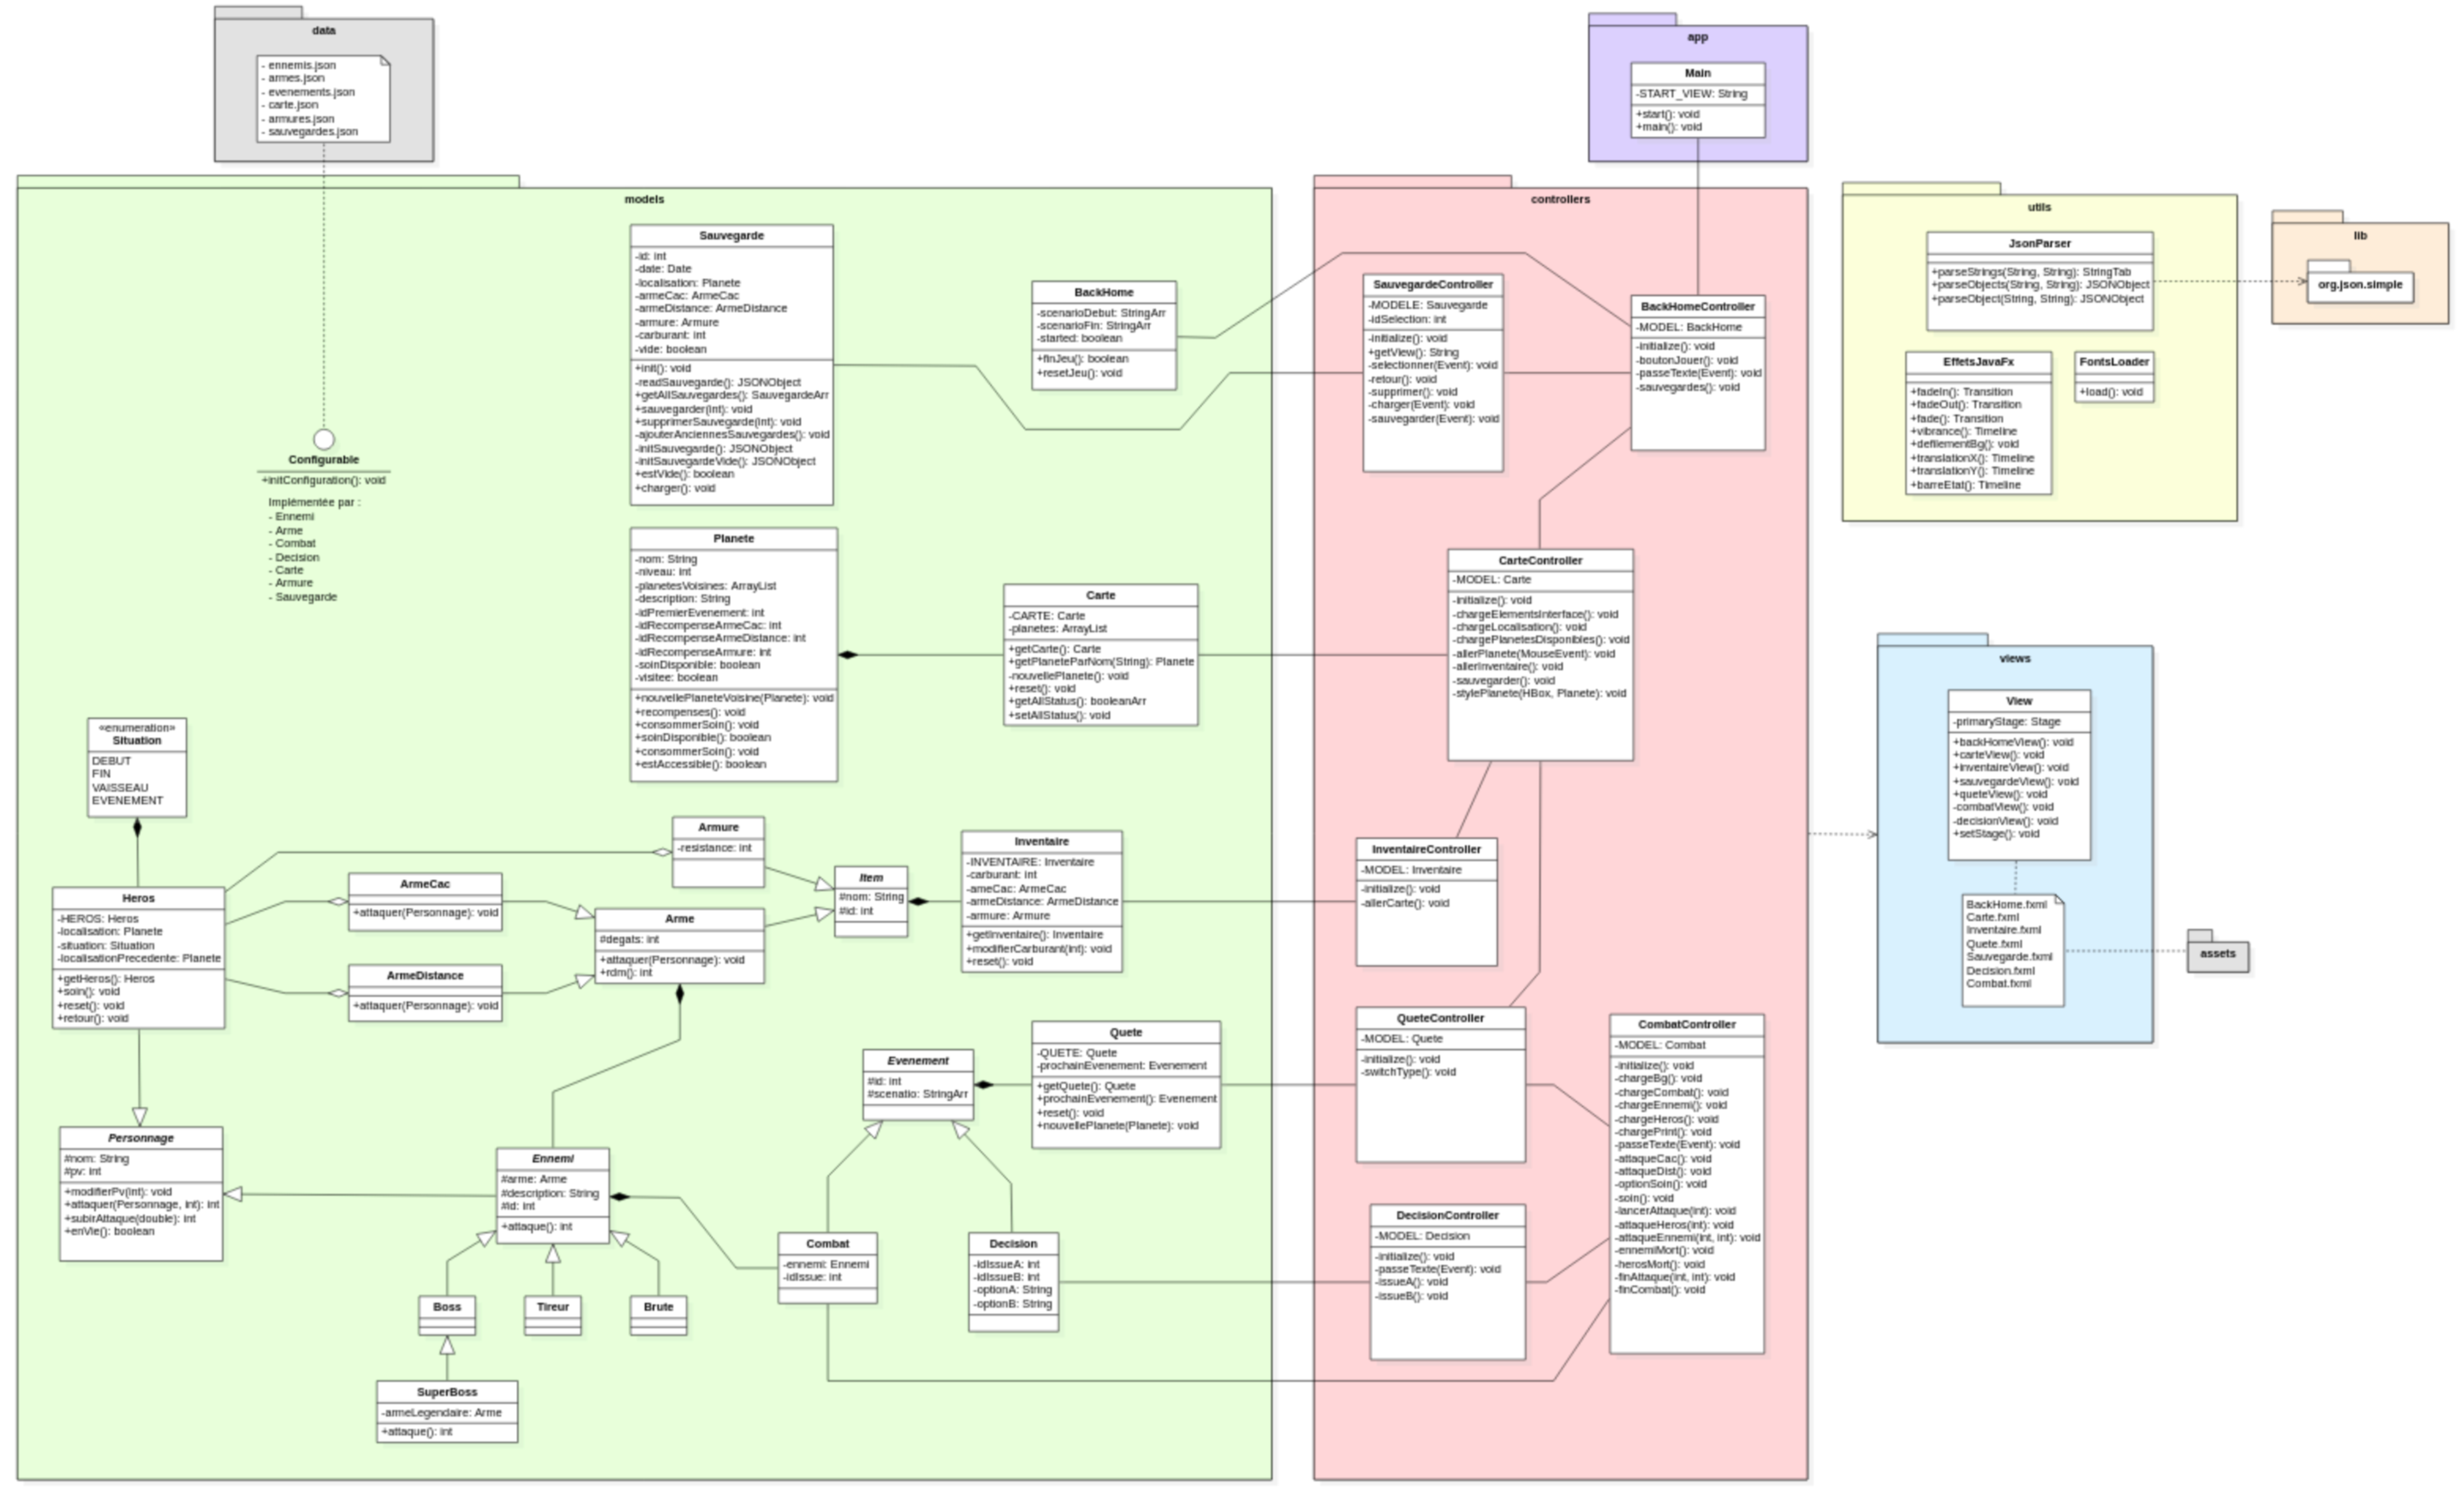 data
- ennemis.json
- armes.json
- evenements.json
- carte.json
- armures.json
- sauvegardes.json
app
Main
-START_VIEW: String
+start(): void
+main(): void
models
Configurable
+initConfiguration(): void
Implémentée par :
- Ennemi
- Arme
- Combat
- Decision
- Carte
- Armure
- Sauvegarde
Sauvegarde
-id: int
-date: Date
-localisation: Planete
-armeCac: ArmeCac
-armeDistance: ArmeDistance
-armure: Armure
-carburant: int
-vide: boolean
+init(): void
-readSauvegarde(): JSONObject
+getAllSauvegardes(): SauvegardeArr
+sauvegarder(int): void
+supprimerSauvegarde(int): void
-ajouterAnciennesSauvegardes(): void
-initSauvegarde(): JSONObject
-initSauvegardeVide(): JSONObject
+estVide(): boolean
+charger(): void
BackHome
-scenarioDebut: StringArr
-scenarioFin: StringArr
-started: boolean
+finJeu(): boolean
+resetJeu(): void
Planete
-nom: String
-niveau: int
-planetesVoisines: ArrayList
-description: String
-idPremierEvenement: int
-idRecompenseArmeCac: int
-idRecompenseArmeDistance: int
-idRecompenseArmure: int
-soinDisponible: boolean
-visitee: boolean
+nouvellePlaneteVoisine(Planete): void
+recompenses(): void
+consommerSoin(): void
+soinDisponible(): boolean
+consommerSoin(): void
+estAccessible(): boolean
Carte
-CARTE: Carte
-planetes: ArrayList
+getCarte(): Carte
+getPlaneteParNom(String): Planete
-nouvellePlanete(): void
+reset(): void
+getAllStatus(): booleanArr
+setAllStatus(): void
«enumeration»
Situation
DEBUT
FIN
VAISSEAU
EVENEMENT
Heros
-HEROS: Heros
-localisation: Planete
-situation: Situation
-localisationPrecedente: Planete
+getHeros(): Heros
+soin(): void
+reset(): void
+retour(): void
ArmeCac
+attaquer(Personnage): void
ArmeDistance
+attaquer(Personnage): void
Armure
-resistance: int
Arme
#degats: int
+attaquer(Personnage): void
+rdm(): int
Item
#nom: String
#id: int
Inventaire
-INVENTAIRE: Inventaire
-carburant: int
-ameCac: ArmeCac
-armeDistance: ArmeDistance
-armure: Armure
+getInventaire(): Inventaire
+modifierCarburant(int): void
+reset(): void
Evenement
#id: int
#scenatio: StringArr
Quete
-QUETE: Quete
-prochainEvenement: Evenement
+getQuete(): Quete
+prochainEvenement(): Evenement
+reset(): void
+nouvellePlanete(Planete): void
Personnage
#nom: String
#pv: int
+modifierPv(int): void
+attaquer(Personnage, int): int
+subirAttaque(double): int
+enVie(): boolean
Ennemi
#arme: Arme
#description: String
#id: int
+attaque(): int
Boss
Tireur
Brute
SuperBoss
-armeLegendaire: Arme
+attaque(): int
Combat
-ennemi: Ennemi
-idIssue: int
Decision
-idIssueA: int
-idIssueB: int
-optionA: String
-optionB: String
controllers
SauvegardeController
-MODELE: Sauvegarde
-idSelection: int
-initialize(): void
+getView(): String
-selectionner(Event): void
-retour(): void
-supprimer(): void
-charger(Event): void
-sauvegarder(Event): void
BackHomeController
-MODEL: BackHome
-initialize(): void
-boutonJouer(): void
-passeTexte(Event): void
-sauvegardes(): void
CarteController
-MODEL: Carte
-initialize(): void
-chargeElementsInterface(): void
-chargeLocalisation(): void
-chargePlanetesDisponibles(): void
-allerPlanete(MouseEvent): void
-allerInventaire(): void
-sauvegarder(): void
-stylePlanete(HBox, Planete): void
InventaireController
-MODEL: Inventaire
-initialize(): void
-allerCarte(): void
QueteController
-MODEL: Quete
-initialize(): void
-switchType(): void
CombatController
-MODEL: Combat
-initialize(): void
-chargeBg(): void
-chargeCombat(): void
-chargeEnnemi(): void
-chargeHeros(): void
-chargePrint(): void
-passeTexte(Event): void
-attaqueCac(): void
-attaqueDist(): void
-optionSoin(): void
-soin(): void
-lancerAttaque(int): void
-attaqueHeros(int): void
-attaqueEnnemi(int, int): void
-ennemiMort(): void
-herosMort(): void
-finAttaque(int, int): void
-finCombat(): void
DecisionController
-MODEL: Decision
-initialize(): void
-passeTexte(Event): void
-issueA(): void
-issueB(): void
utils
JsonParser
+parseStrings(String, String): StringTab
+parseObjects(String, String): JSONObject
+parseObject(String, String): JSONObject
EffetsJavaFx
+fadeIn(): Transition
+fadeOut(): Transition
+fade(): Transition
+vibrance(): Timeline
+defilementBg(): void
+translationX(): Timeline
+translationY(): Timeline
+barreEtat(): Timeline
FontsLoader
+load(): void
lib
org.json.simple
views
View
-primaryStage: Stage
+backHomeView(): void
+carteView(): void
+inventaireView(): void
+sauvegardeView(): void
+queteView(): void
-combatView(): void
-decisionView(): void
+setStage(): void
BackHome.fxml
Carte.fxml
Inventaire.fxml
Quete.fxml
Sauvegarde.fxml
Decision.fxml
Combat.fxml
assets